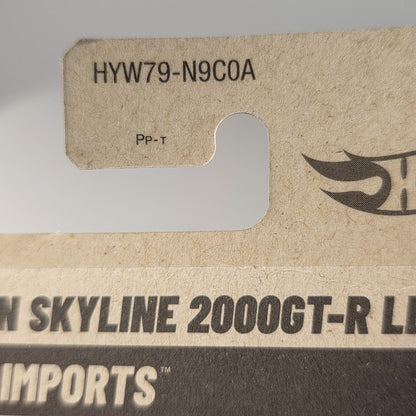 HYW79-N9C0A
PP-T
N SKYLINE 2000GT-R L
IMPORTS™